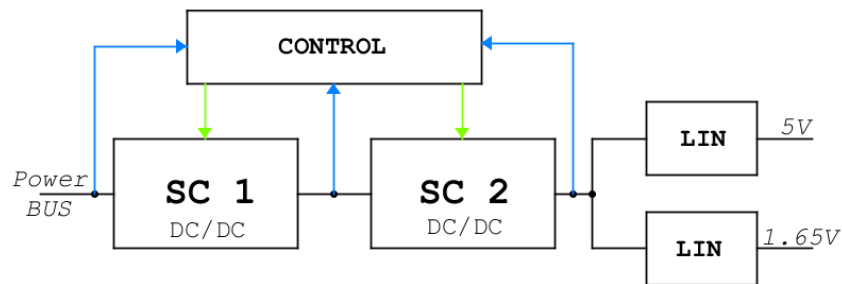 CONTROL
Power
BUS
SC 1
DC/DC
SC 2
DC/DC
LIN
5V
LIN
1.65V